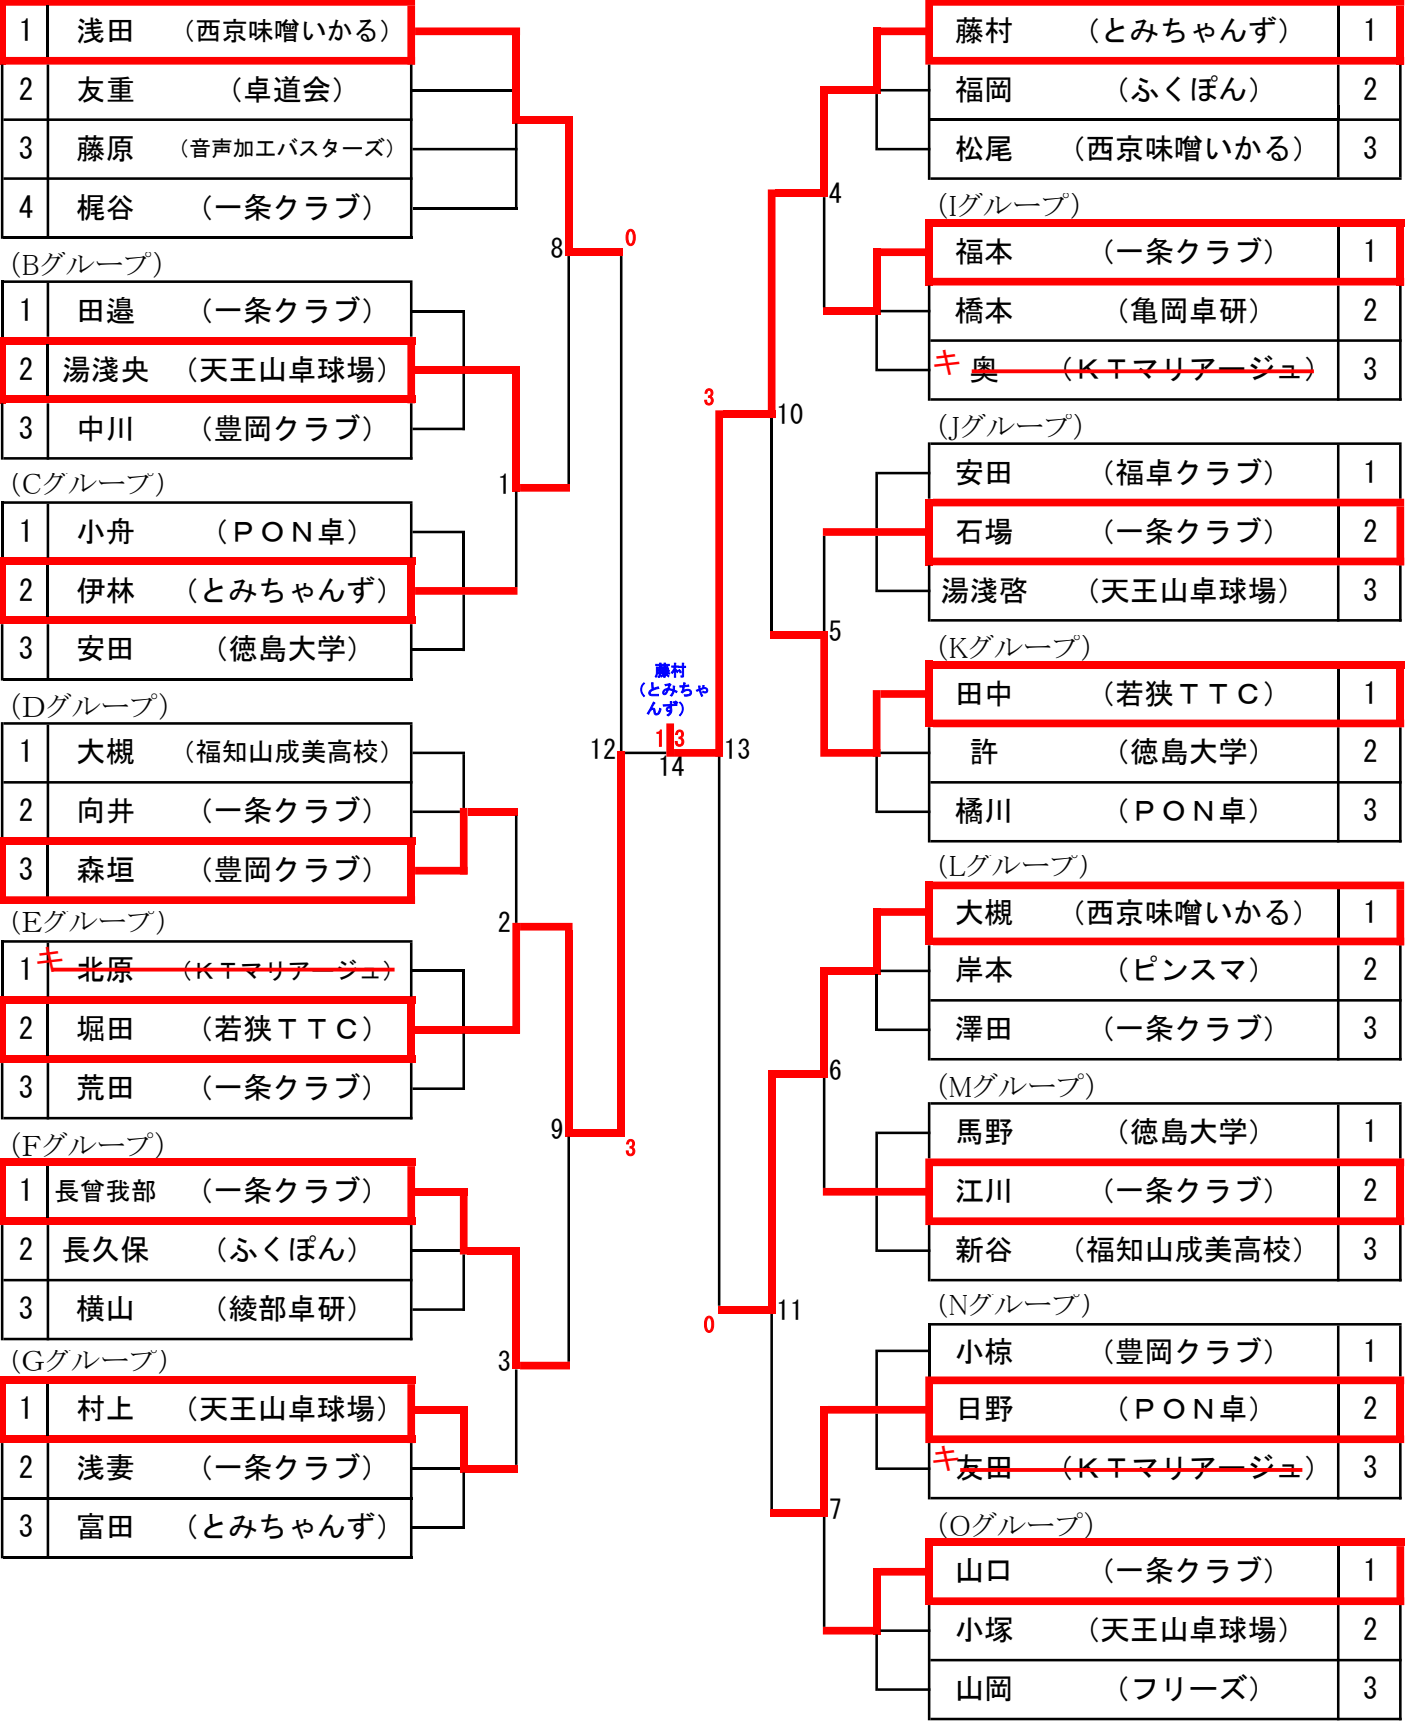 1 浅田 （西京味噌いかる）
2 友重 （卓道会）
3 藤原 （音声加工バスターズ）
4 梶谷 （一条クラブ）
（Bグループ）
1 田邉 （一条クラブ）
2 湯淺央 （天王山卓球場）
3 中川 （豊岡クラブ）
（Cグループ）
1 小舟 （ＰＯＮ卓）
2 伊林 （とみちゃんず）
3 安田 （徳島大学）
（Dグループ）
1 大槻 （福知山成美高校）
2 向井 （一条クラブ）
3 森垣 （豊岡クラブ）
（Eグループ）
1 キ 北原 （ＫＴマリアージュ）
2 堀田 （若狭ＴＴＣ）
3 荒田 （一条クラブ）
（Fグループ）
1 長曾我部 （一条クラブ）
2 長久保 （ふくぽん）
3 横山 （綾部卓研）
（Gグループ）
1 村上 （天王山卓球場）
2 浅妻 （一条クラブ）
3 富田 （とみちゃんず）
8
0
1
2
9
3
3
12
藤村
（とみちゃ
んず）
1 3
14
13
3
10
4
5
6
11
0
7
藤村 （とみちゃんず） 1
福岡 （ふくぽん） 2
松尾 （西京味噌いかる） 3
（Iグループ）
福本 （一条クラブ） 1
橋本 （亀岡卓研） 2
キ 奥 （ＫＴマリアージュ） 3
（Jグループ）
安田 （福卓クラブ） 1
石場 （一条クラブ） 2
湯淺啓 （天王山卓球場） 3
（Kグループ）
田中 （若狭ＴＴＣ） 1
許 （徳島大学） 2
橘川 （ＰＯＮ卓） 3
（Lグループ）
大槻 （西京味噌いかる） 1
岸本 （ピンスマ） 2
澤田 （一条クラブ） 3
（Mグループ）
馬野 （徳島大学） 1
江川 （一条クラブ） 2
新谷 （福知山成美高校） 3
（Nグループ）
小椋 （豊岡クラブ） 1
日野 （ＰＯＮ卓） 2
キ 友田 （ＫＴマリアージュ） 3
（Oグループ）
山口 （一条クラブ） 1
小塚 （天王山卓球場） 2
山岡 （フリーズ） 3